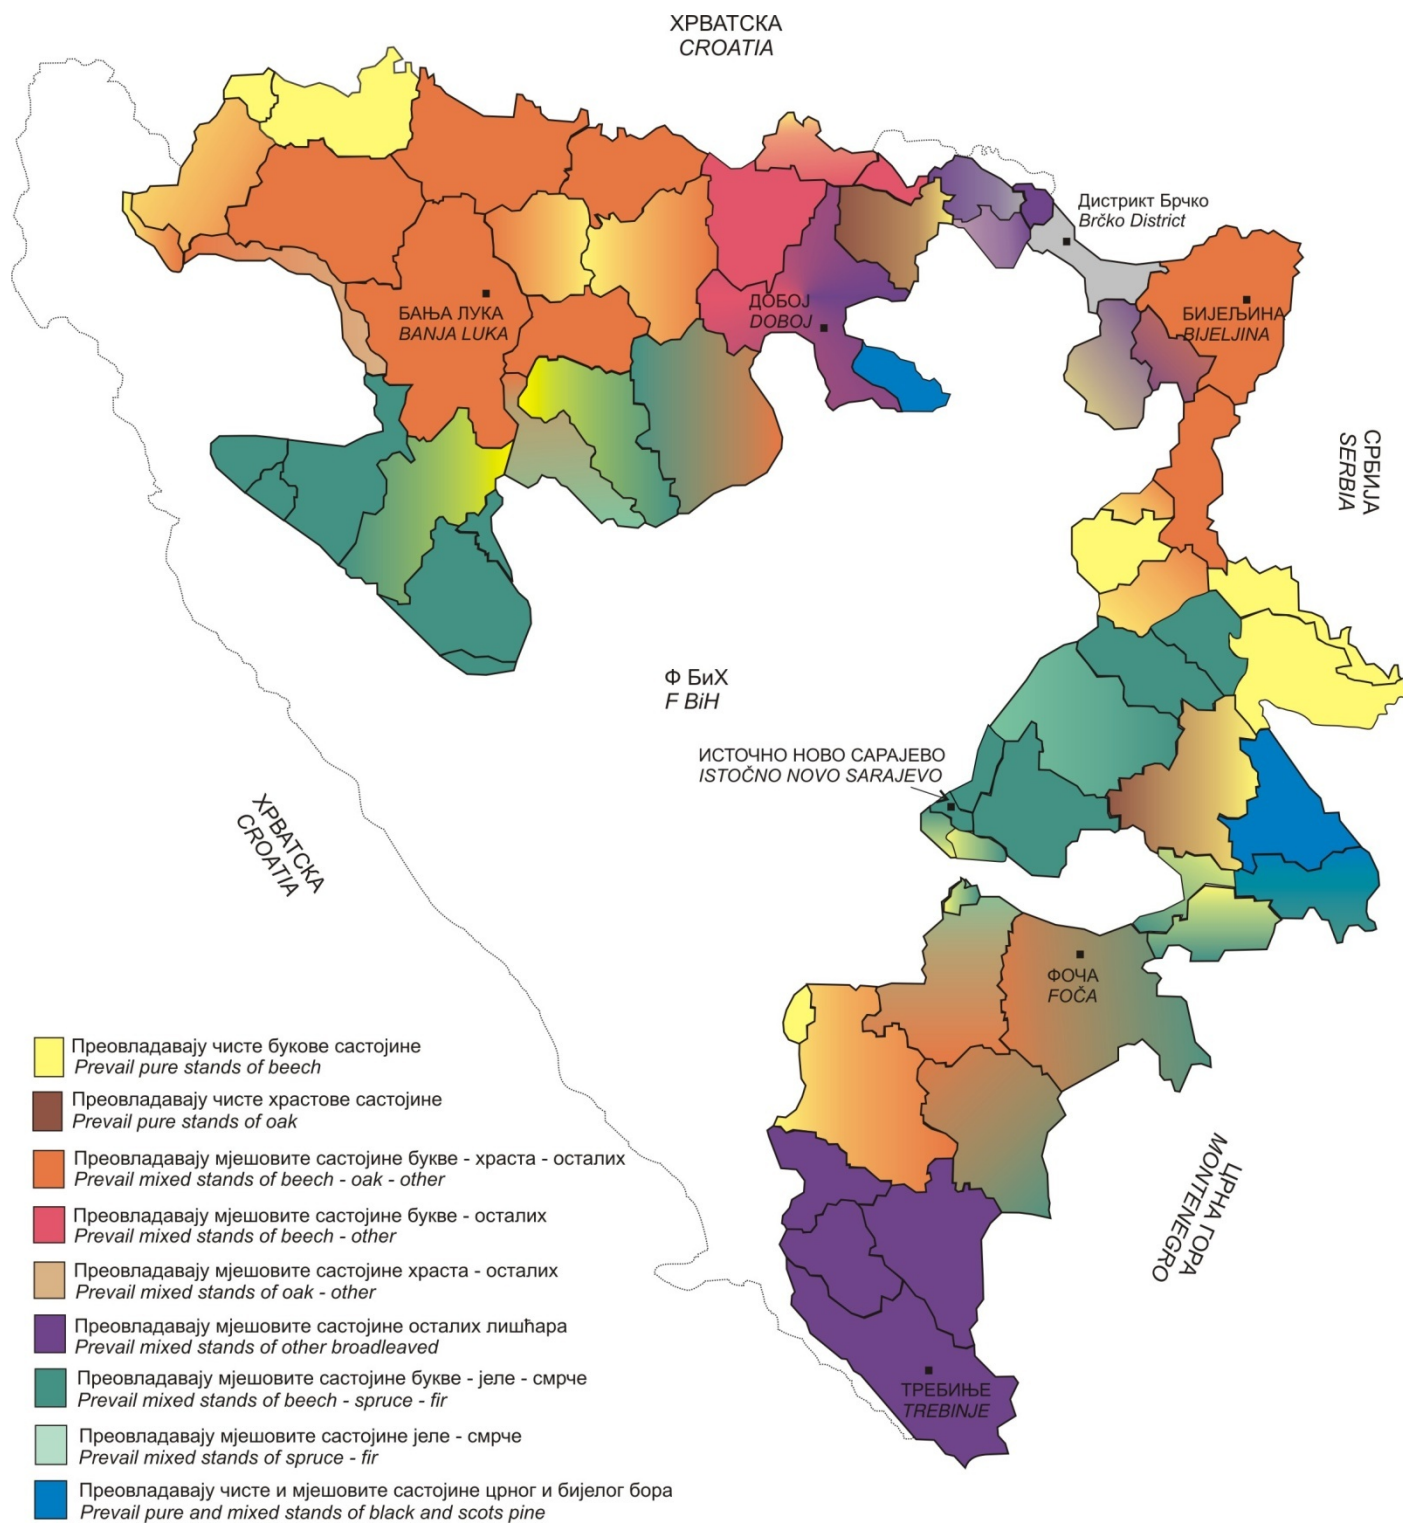 ХРВАТСКА
CROATIA
Дистрикт Брчко
Brčko District
БАЊА ЛУКА
BANJA LUKA
ДОБОЈ
DOBOJ
БИЈЕЉИНА
BIJELJINA
СРБИЈА
SERBIA
Ф БиХ
F BiH
ИСТОЧНО НОВО САРАЈЕВО
ISTOČNO NOVO SARAJEVO
ХРВАТСКА
CROATIA
ФОЧА
FOČA
ЦРНА ГОРА
MONTENEGRO
ТРЕБИЊЕ
TREBINJE
Преовладавају чисте букове састојине
Prevail pure stands of beech
Преовладавају чисте храстове састојине
Prevail pure stands of oak
Преовладавају мјешовите састојине букве - храста - осталих
Prevail mixed stands of beech - oak - other
Преовладавају мјешовите састојине букве - осталих
Prevail mixed stands of beech - other
Преовладавају мјешовите састојине храста - осталих
Prevail mixed stands of oak - other
Преовладавају мјешовите састојине осталих лишћара
Prevail mixed stands of other broadleaved
Преовладавају мјешовите састојине букве - јеле - смрче
Prevail mixed stands of beech - spruce - fir
Преовладавају мјешовите састојине јеле - смрче
Prevail mixed stands of spruce - fir
Преовладавају чисте и мјешовите састојине црног и бијелог бора
Prevail pure and mixed stands of black and scots pine